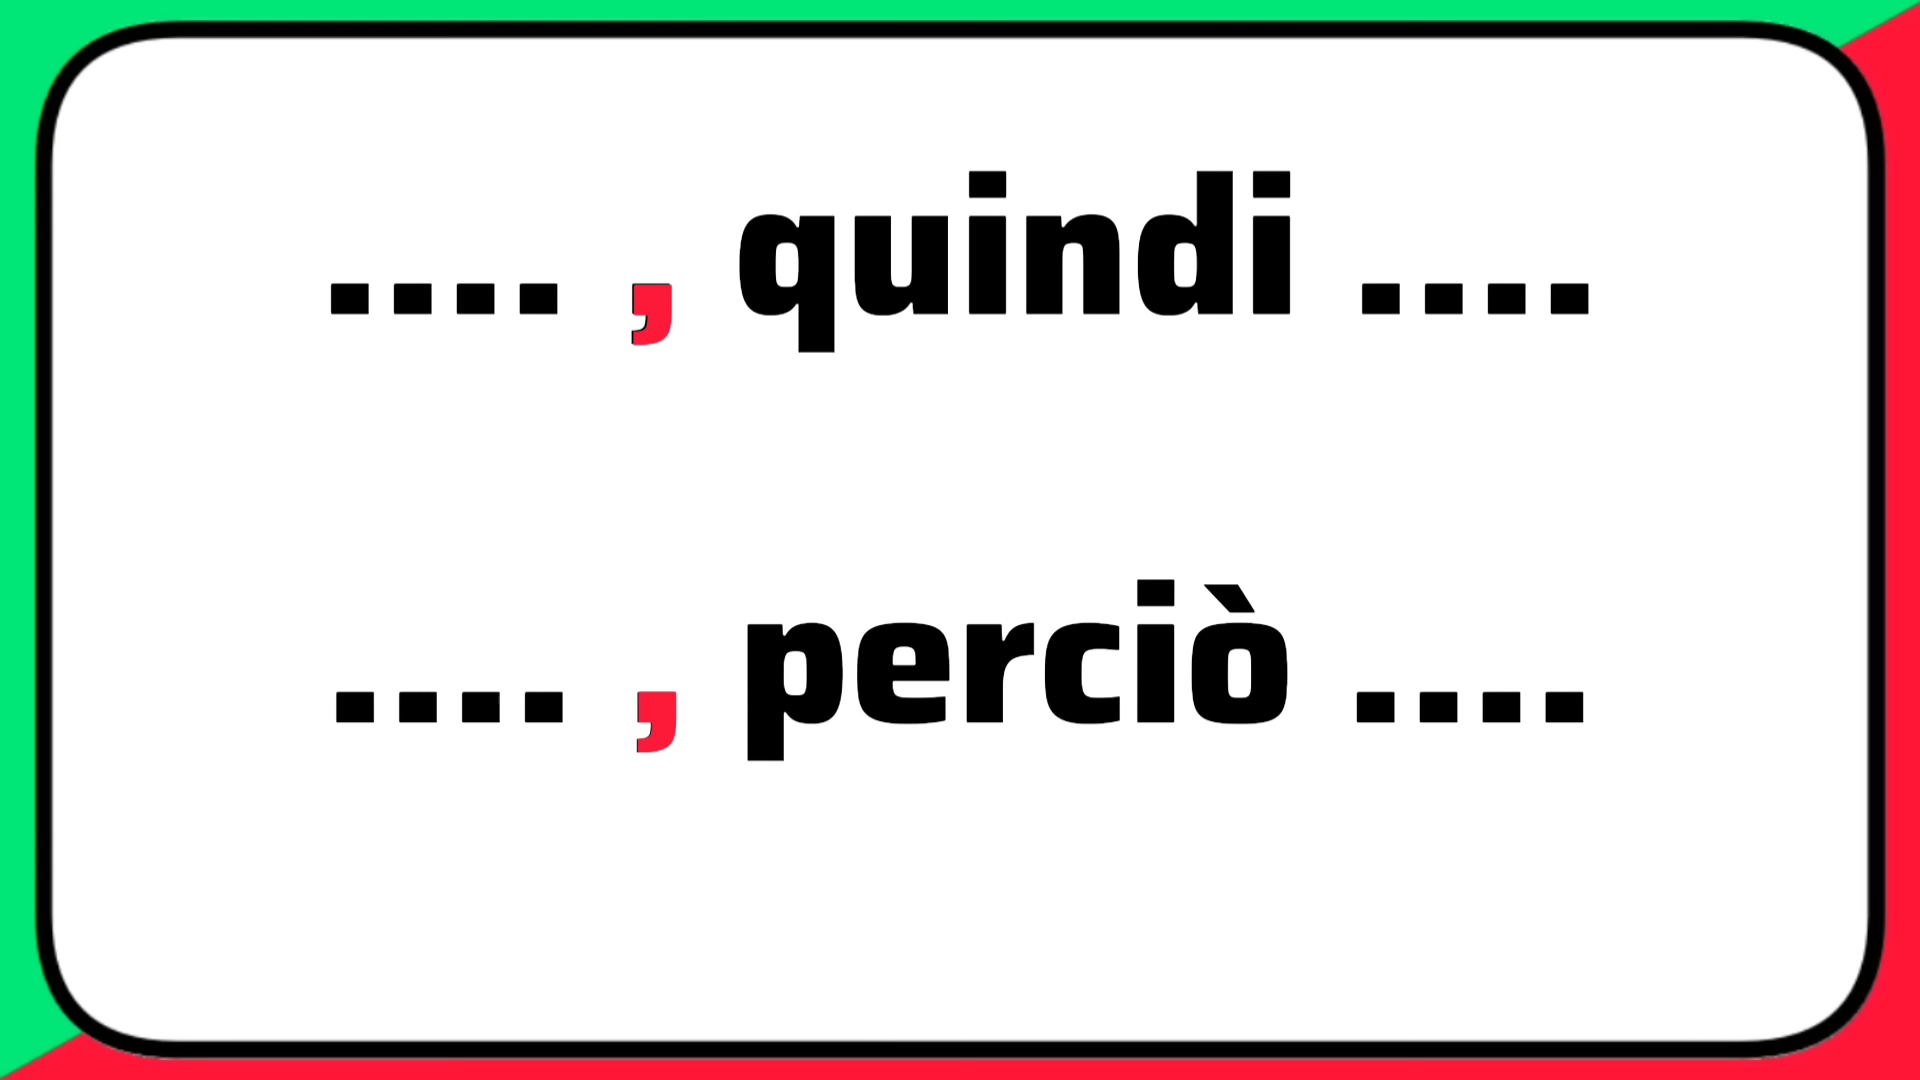 .... , quindi ....
.... , perciò ....